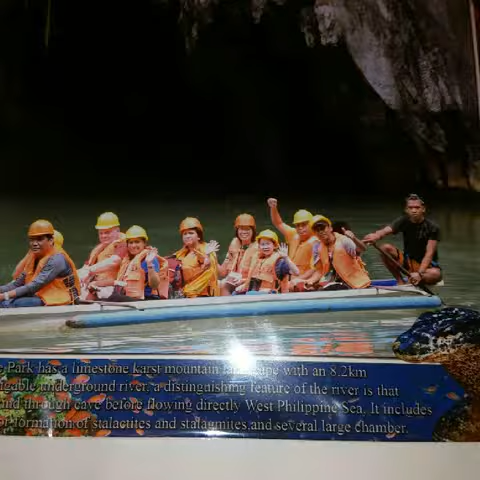 Park has a limestone karst mountain landscape with an 8.2km
underground river. a distinguishing feature of the river is that
through cave before flowing directly West Philippine Sea. It includes
formation of stalactites and stalagmites and several large chamber.